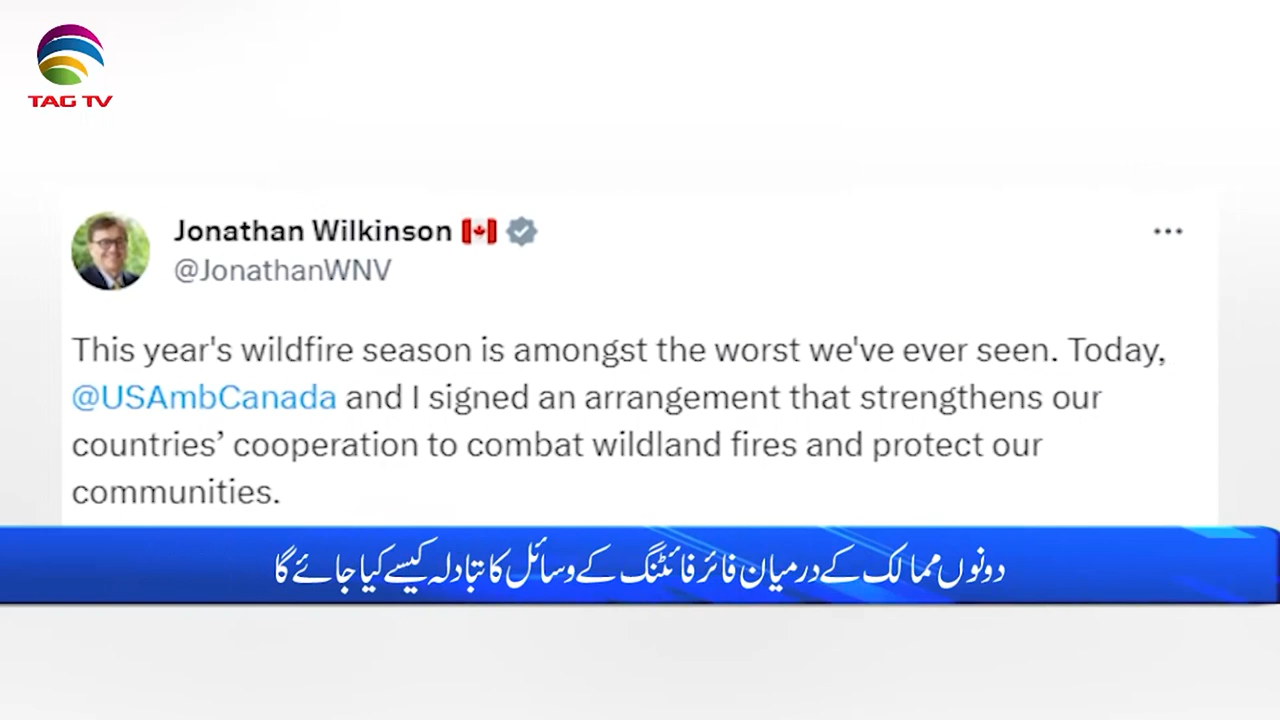 TAG TV
Jonathan Wilkinson 🇨🇦
@JonathanWNV
This year's wildfire season is amongst the worst we've ever seen. Today,
@USAmbCanada and I signed an arrangement that strengthens our
countries’ cooperation to combat wildland fires and protect our
communities.
دونوں ممالک کے درمیان فائر فائٹنگ کے وسائل کا تبادلہ کیسے کیا جائے گا